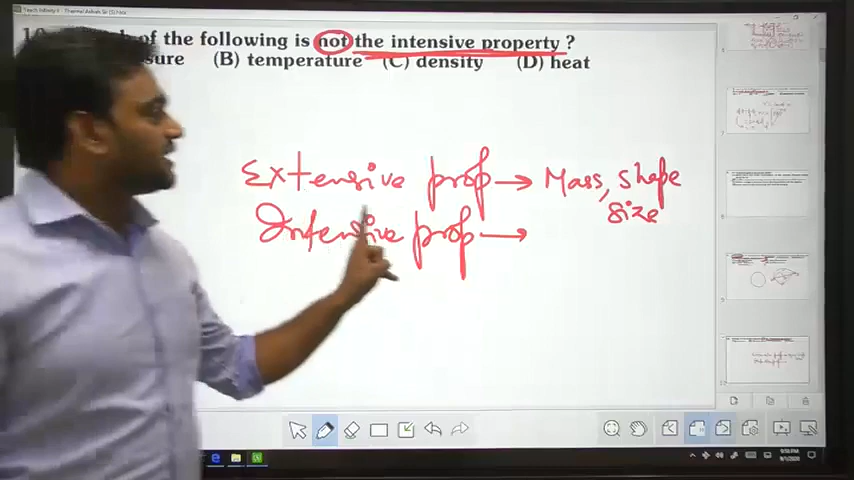 of the following is not the intensive property ?
sure (B) temperature (C) density (D) heat
Extensive prop → Mass, shape
size
Intensive prop →